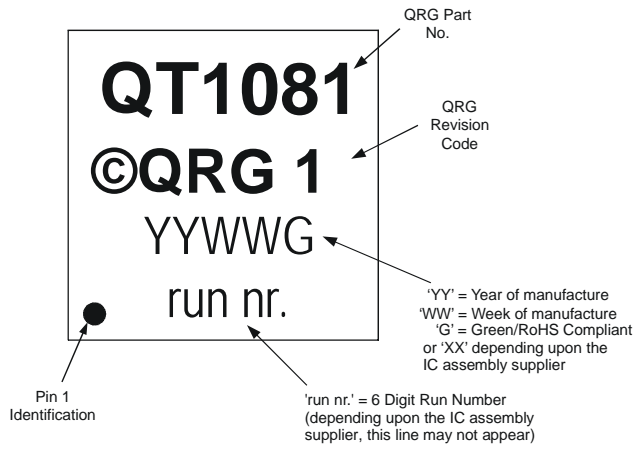 QRG Part
No.
QT1081
QRG
Revision
Code
©QRG 1
YYWWG
'YY' = Year of manufacture
'WW' = Week of manufacture
'G' = Green/RoHS Compliant
or 'XX' depending upon the
IC assembly supplier
run nr.
Pin 1
Identification
'run nr.' = 6 Digit Run Number
(depending upon the IC assembly
supplier, this line may not appear)